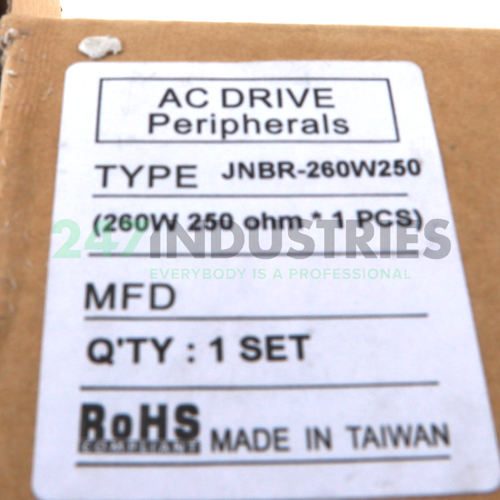 AC DRIVE
Peripherals
TYPE JNBR-260W250
(260W 250 ohm * 1 PCS)
247INDUSTRIES
EVERYBODY IS A PROFESSIONAL
MFD
Q'TY : 1 SET
RoHS
COMPLIANT
MADE IN TAIWAN